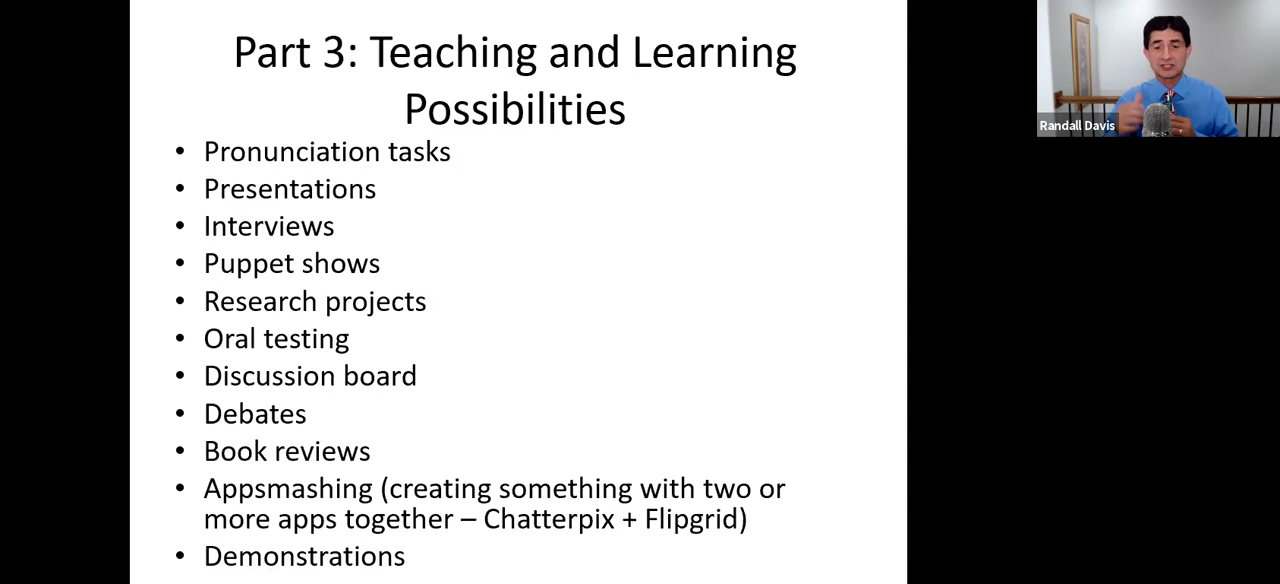 Part 3: Teaching and Learning
Possibilities
• Pronunciation tasks
• Presentations
• Interviews
• Puppet shows
• Research projects
• Oral testing
• Discussion board
• Debates
• Book reviews
• Appsmashing (creating something with two or
more apps together – Chatterpix + Flipgrid)
• Demonstrations
Randall Davis